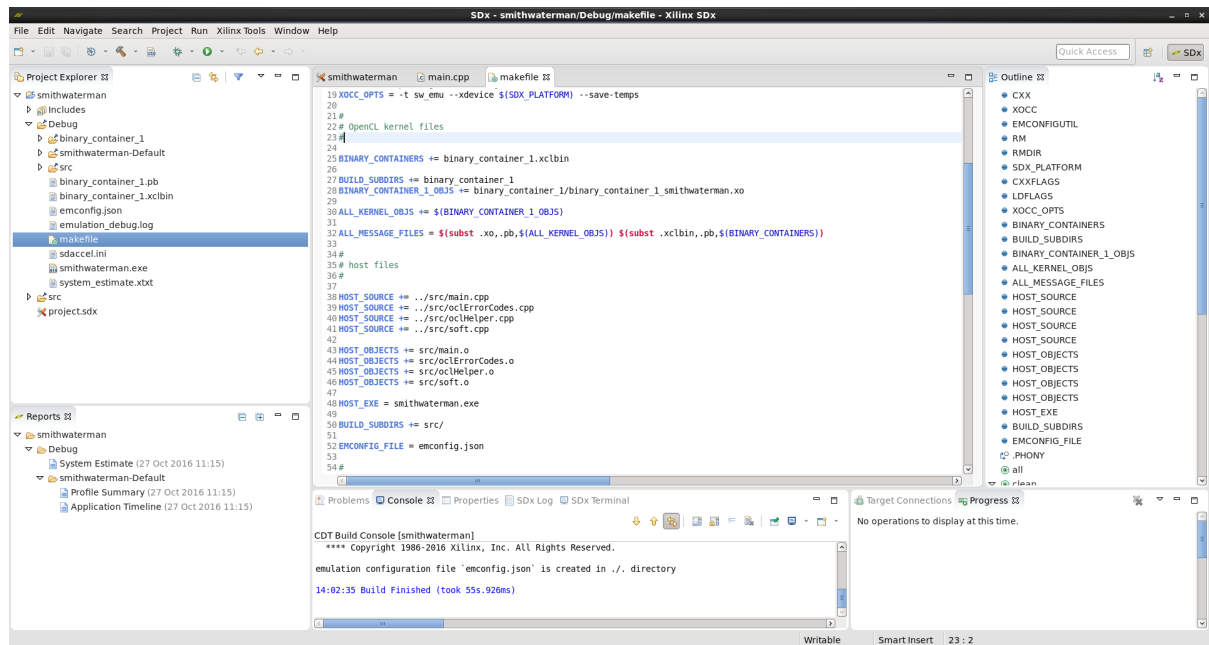 SDx - smithwaterman/Debug/makefile - Xilinx SDx
File Edit Navigate Search Project Run Xilinx Tools Window Help
Quick Access
SDx
Project Explorer
smithwaterman
Includes
Debug
binary_container_1
smithwaterman-Default
src
binary_container_1.pb
binary_container_1.xclbin
emconfig.json
emulation_debug.log
makefile
sdaccel.ini
smithwaterman.exe
system_estimate.xtxt
src
project.sdx
Reports
smithwaterman
Debug
System Estimate (27 Oct 2016 11:15)
smithwaterman-Default
Profile Summary (27 Oct 2016 11:15)
Application Timeline (27 Oct 2016 11:15)
smithwaterman main.cpp makefile
19 XOCC_OPTS = -t sw_emu --xdevice $(SDX_PLATFORM) --save-temps
20
21 #
22 # OpenCL kernel files
23 #
24
25 BINARY_CONTAINERS += binary_container_1.xclbin
26
27 BUILD_SUBDIRS += binary_container_1
28 BINARY_CONTAINER_1_OBJS += binary_container_1/binary_container_1_smithwaterman.xo
29
30 ALL_KERNEL_OBJS += $(BINARY_CONTAINER_1_OBJS)
31
32 ALL_MESSAGE_FILES = $(subst .xo,.pb,$(ALL_KERNEL_OBJS)) $(subst .xclbin,.pb,$(BINARY_CONTAINERS))
33
34 #
35 # host files
36 #
37
38 HOST_SOURCE += ../src/main.cpp
39 HOST_SOURCE += ../src/oclErrorCodes.cpp
40 HOST_SOURCE += ../src/oclHelper.cpp
41 HOST_SOURCE += ../src/soft.cpp
42
43 HOST_OBJECTS += src/main.o
44 HOST_OBJECTS += src/oclErrorCodes.o
45 HOST_OBJECTS += src/oclHelper.o
46 HOST_OBJECTS += src/soft.o
47
48 HOST_EXE = smithwaterman.exe
49
50 BUILD_SUBDIRS += src/
51
52 EMCONFIG_FILE = emconfig.json
53
54 #
Problems Console Properties SDx Log SDx Terminal
CDT Build Console [smithwaterman]
**** Copyright 1986-2016 Xilinx, Inc. All Rights Reserved.
emulation configuration file `emconfig.json` is created in ./. directory
14:02:35 Build Finished (took 55s.926ms)
Outline
CXX
XOCC
EMCONFIGUTIL
RM
RMDIR
SDX_PLATFORM
CXXFLAGS
LDFLAGS
XOCC_OPTS
BINARY_CONTAINERS
BUILD_SUBDIRS
BINARY_CONTAINER_1_OBJS
ALL_KERNEL_OBJS
ALL_MESSAGE_FILES
HOST_SOURCE
HOST_SOURCE
HOST_SOURCE
HOST_SOURCE
HOST_OBJECTS
HOST_OBJECTS
HOST_OBJECTS
HOST_OBJECTS
HOST_EXE
BUILD_SUBDIRS
EMCONFIG_FILE
.PHONY
all
clean
Target Connections Progress
No operations to display at this time.
Writable Smart Insert 23 : 2